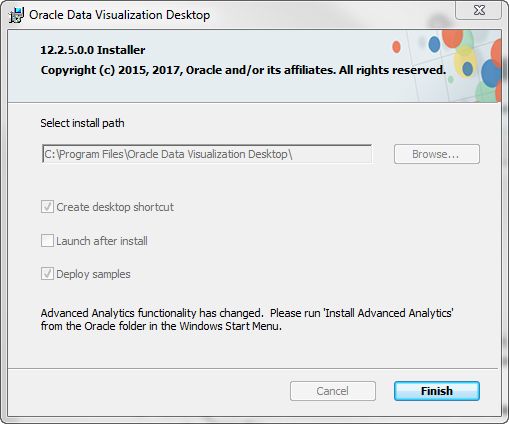 Oracle Data Visualization Desktop
12.2.5.0.0 Installer
Copyright (c) 2015, 2017, Oracle and/or its affiliates. All rights reserved.
Select install path
C:\Program Files\Oracle Data Visualization Desktop\
Browse...
Create desktop shortcut
Launch after install
Deploy samples
Advanced Analytics functionality has changed.  Please run 'Install Advanced Analytics'
from the Oracle folder in the Windows Start Menu.
Cancel
Finish